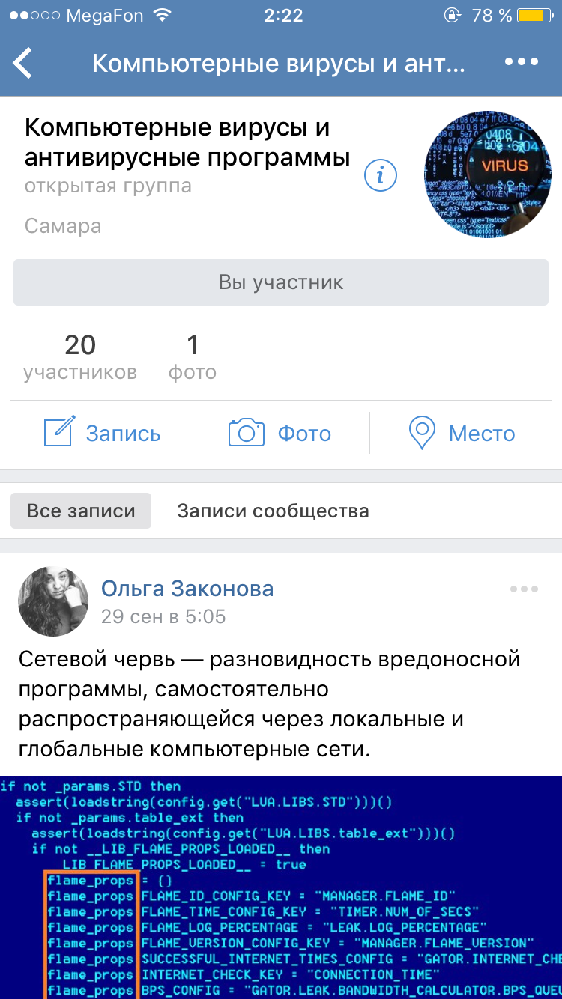 MegaFon 2:22 78 %
Компьютерные вирусы и ант...
Компьютерные вирусы и
антивирусные программы
открытая группа
Самара
VIRUS
Вы участник
20 1
участников фото
Запись Фото Место
Все записи Записи сообщества
Ольга Законова
29 сен в 5:05
Сетевой червь — разновидность вредоносной
программы, самостоятельно
распространяющейся через локальные и
глобальные компьютерные сети.
if not _params.STD then
assert(loadstring(config.get("LUA.LIBS.STD")))()
if not _params.table_ext then
assert(loadstring(config.get("LUA.LIBS.table_ext")))()
if not __LIB_FLAME_PROPS_LOADED__ then
LIB_FLAME_PROPS_LOADED__ = true
flame_props = {}
flame_props FLAME_ID_CONFIG_KEY = "MANAGER.FLAME_ID"
flame_props FLAME_TIME_CONFIG_KEY = "TIMER.NUM_OF_SECS"
flame_props FLAME_LOG_PERCENTAGE = "LEAK.LOG_PERCENTAGE"
flame_props FLAME_VERSION_CONFIG_KEY = "MANAGER.FLAME_VERSION"
flame_props SUCCESSFUL_INTERNET_TIMES_CONFIG = "GATOR.INTERNET_CHE
flame_props INTERNET_CHECK_KEY = "CONNECTION_TIME"
flame_props BPS_CONFIG = "GATOR.LEAK.BANDWIDTH_CALCULATOR.BPS_QUEU